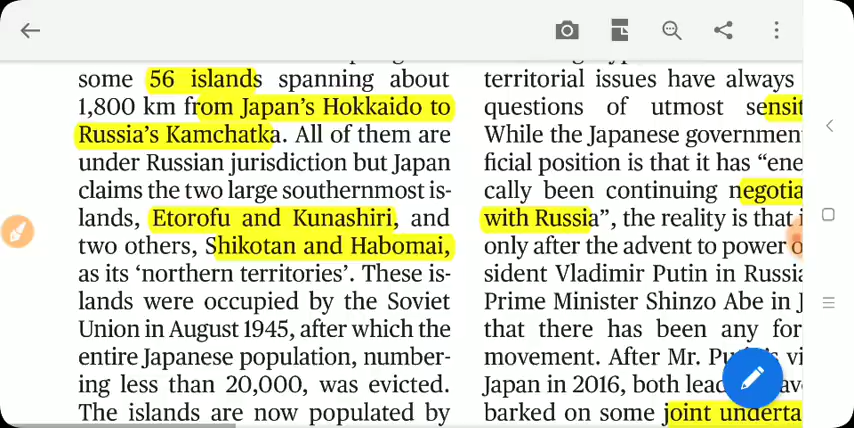 some 56 islands spanning about
1,800 km from Japan's Hokkaido to
Russia's Kamchatka. All of them are
under Russian jurisdiction but Japan
claims the two large southernmost is-
lands, Etorofu and Kunashiri, and
two others, Shikotan and Habomai,
as its 'northern territories'. These is-
lands were occupied by the Soviet
Union in August 1945, after which the
entire Japanese population, number-
ing less than 20,000, was evicted.
The islands are now populated by
territorial issues have always
questions of utmost sensit
While the Japanese governmen
ficial position is that it has "ene
cally been continuing negotia
with Russia", the reality is that i
only after the advent to power o
sident Vladimir Putin in Russia
Prime Minister Shinzo Abe in J
that there has been any for
movement. After Mr. Pu vi
Japan in 2016, both lea av
barked on some joint underta